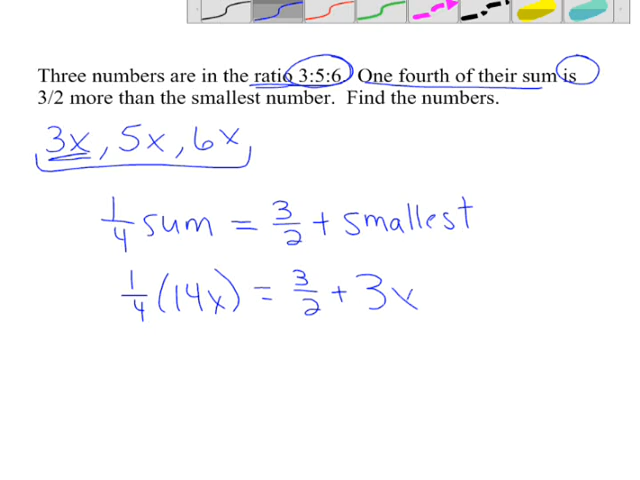 Three numbers are in the ratio 3:5:6. One fourth of their sum is
3/2 more than the smallest number. Find the numbers.
3x, 5x, 6x
1/4 sum = 3/2 + smallest
1/4 (14x) = 3/2 + 3x